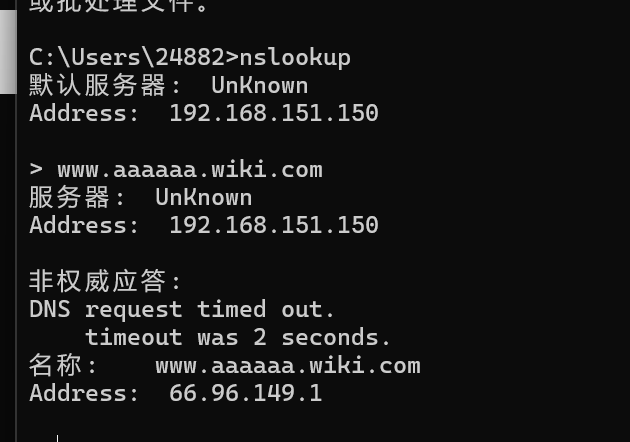 或批处理文件。
C:\Users\24882>nslookup
默认服务器:  UnKnown
Address:  192.168.151.150
> www.aaaaaa.wiki.com
服务器:  UnKnown
Address:  192.168.151.150
非权威应答:
DNS request timed out.
    timeout was 2 seconds.
名称:    www.aaaaaa.wiki.com
Address:  66.96.149.1